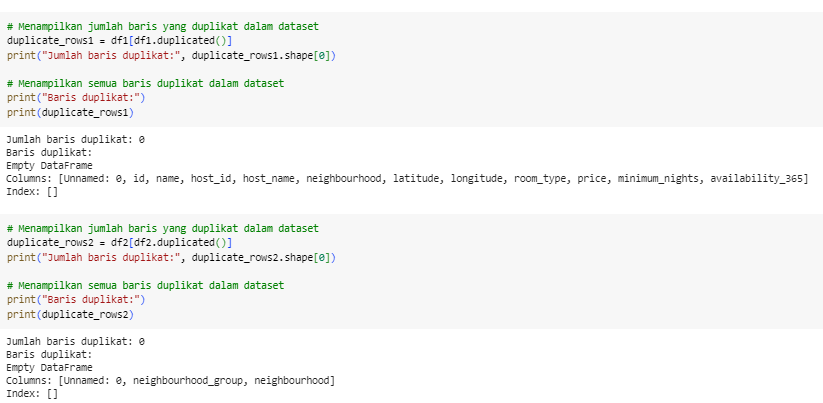 # Menampilkan jumlah baris yang duplikat dalam dataset
duplicate_rows1 = df1[df1.duplicated()]
print("Jumlah baris duplikat:", duplicate_rows1.shape[0])
# Menampilkan semua baris duplikat dalam dataset
print("Baris duplikat:")
print(duplicate_rows1)
Jumlah baris duplikat: 0
Baris duplikat:
Empty DataFrame
Columns: [Unnamed: 0, id, name, host_id, host_name, neighbourhood, latitude, longitude, room_type, price, minimum_nights, availability_365]
Index: []
# Menampilkan jumlah baris yang duplikat dalam dataset
duplicate_rows2 = df2[df2.duplicated()]
print("Jumlah baris duplikat:", duplicate_rows2.shape[0])
# Menampilkan semua baris duplikat dalam dataset
print("Baris duplikat:")
print(duplicate_rows2)
Jumlah baris duplikat: 0
Baris duplikat:
Empty DataFrame
Columns: [Unnamed: 0, neighbourhood_group, neighbourhood]
Index: []